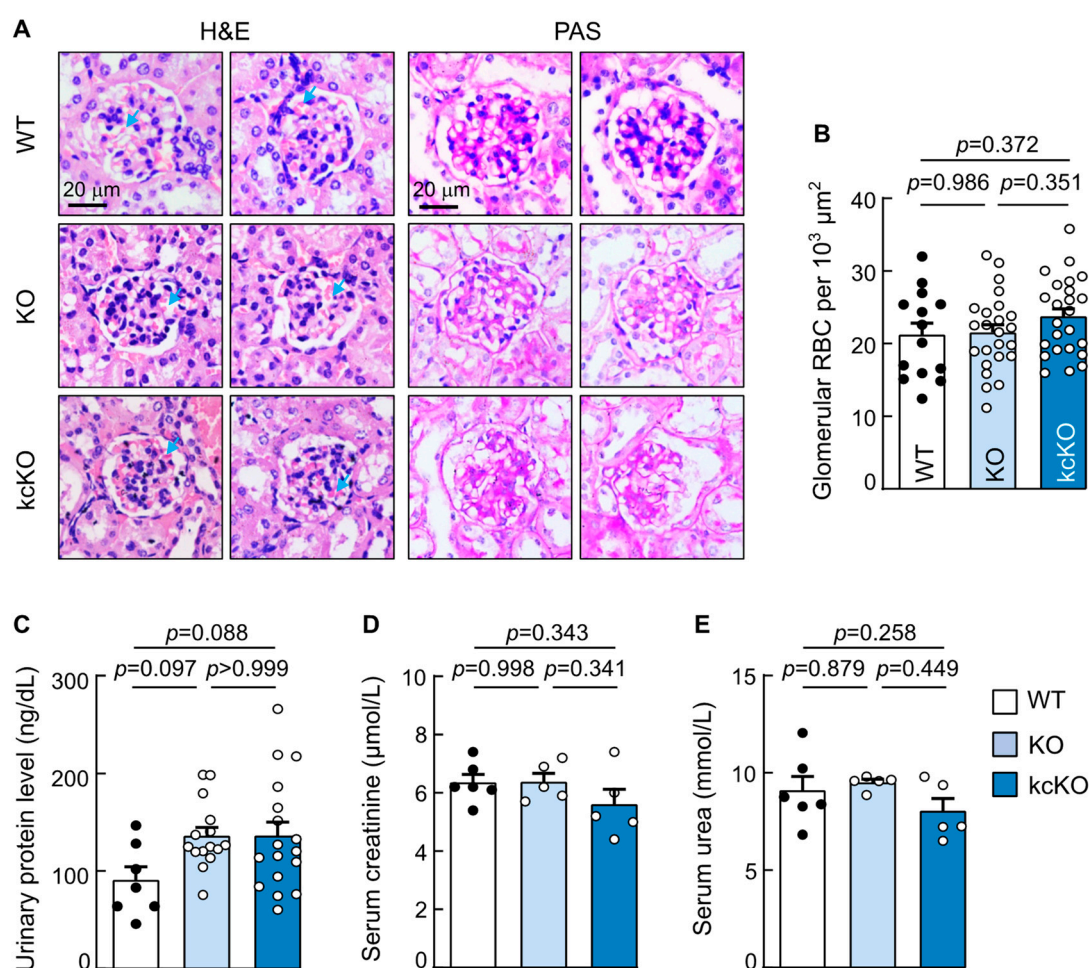 A
H&E
PAS
WT
20 μm
20 μm
KO
kcKO
B
p=0.372
p=0.986
p=0.351
Glomerular RBC per 10³ μm²
40
30
20
10
0
WT
KO
kcKO
C
p=0.088
p=0.097
p>0.999
Urinary protein level (ng/dL)
300
200
100
0
D
p=0.343
p=0.998
p=0.341
Serum creatinine (μmol/L)
10
8
6
4
2
E
p=0.258
p=0.879
p=0.449
Serum urea (mmol/L)
15
10
5
0
WT
KO
kcKO